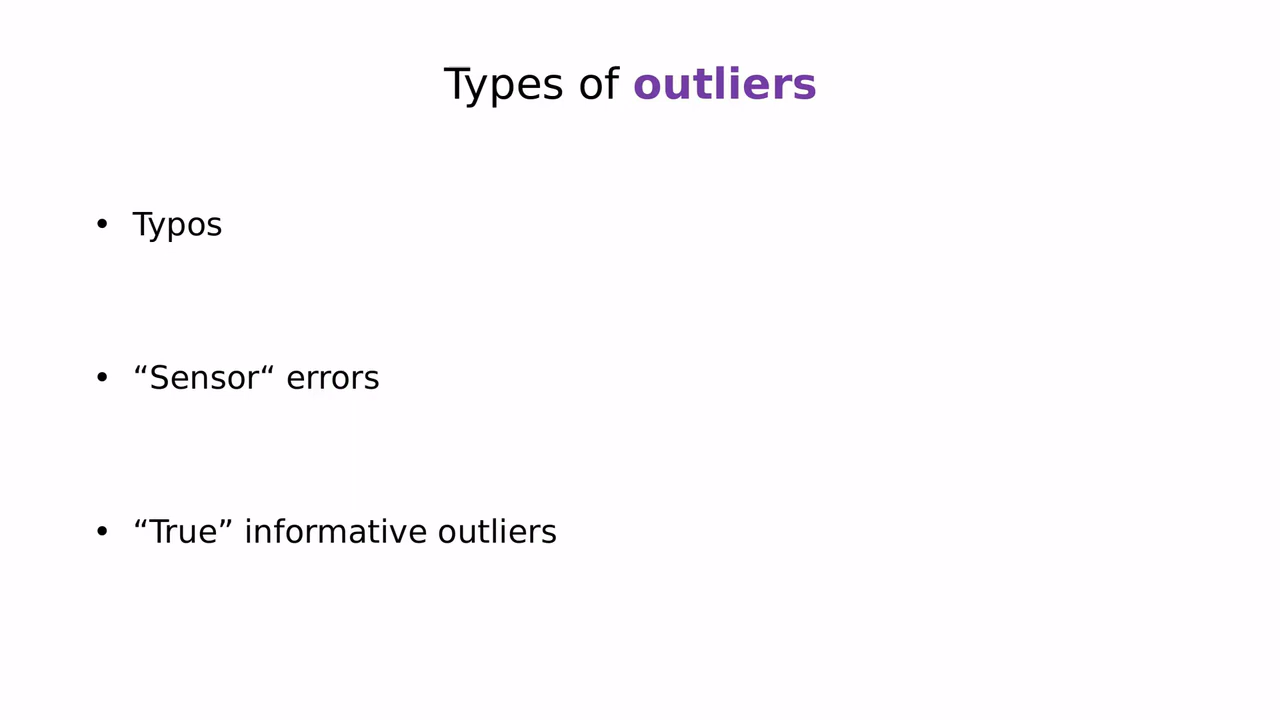 Types of outliers
• Typos
• “Sensor“ errors
• “True” informative outliers